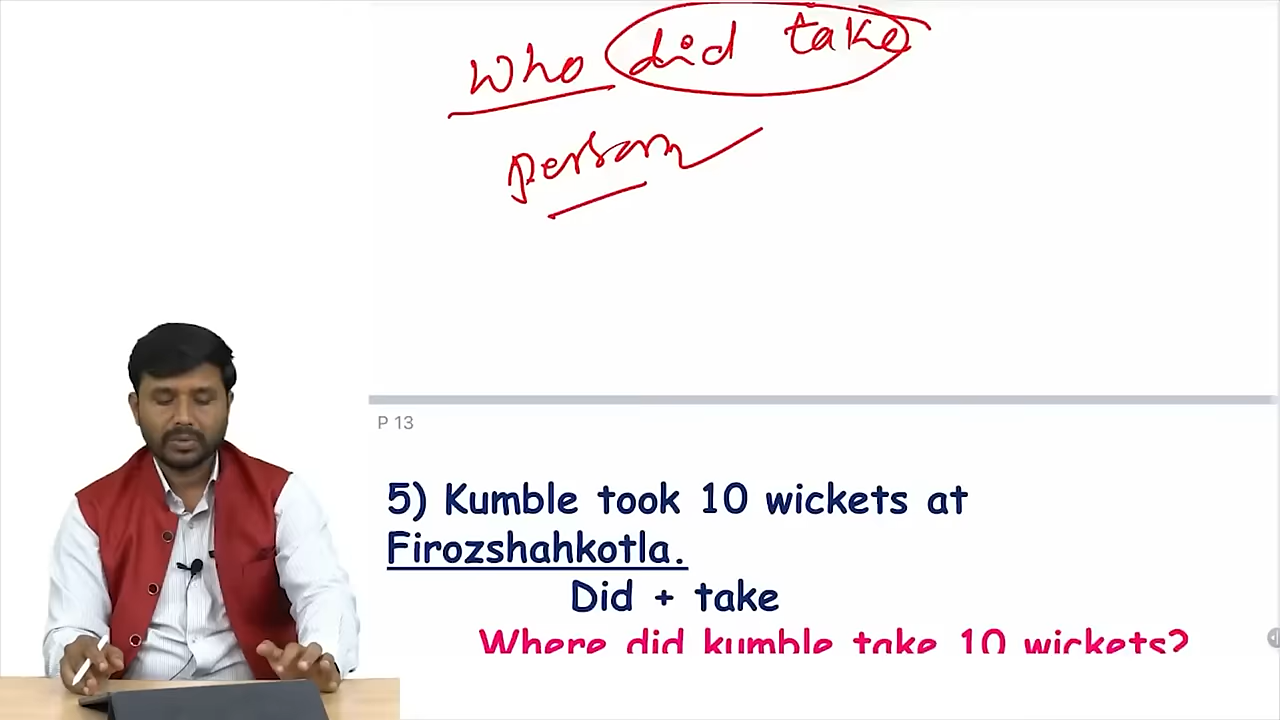 Who did take
person
P 13
5) Kumble took 10 wickets at
Firozshahkotla.
Did + take
Where did kumble take 10 wickets?